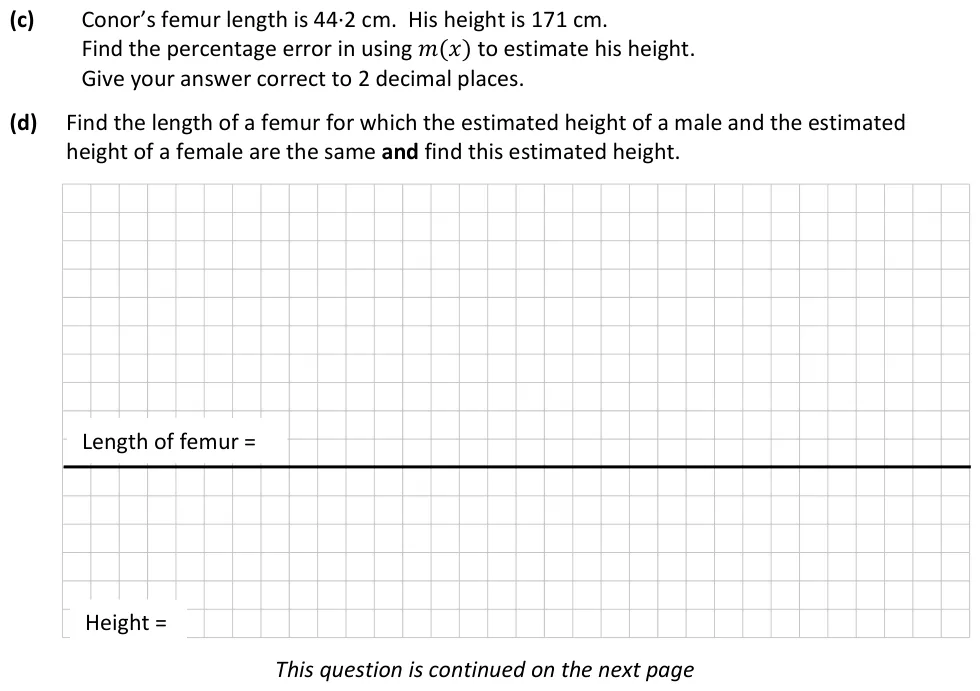 (c) Conor’s femur length is 44·2 cm. His height is 171 cm.
Find the percentage error in using m(x) to estimate his height.
Give your answer correct to 2 decimal places.
(d) Find the length of a femur for which the estimated height of a male and the estimated
height of a female are the same and find this estimated height.
Length of femur =
Height =
This question is continued on the next page